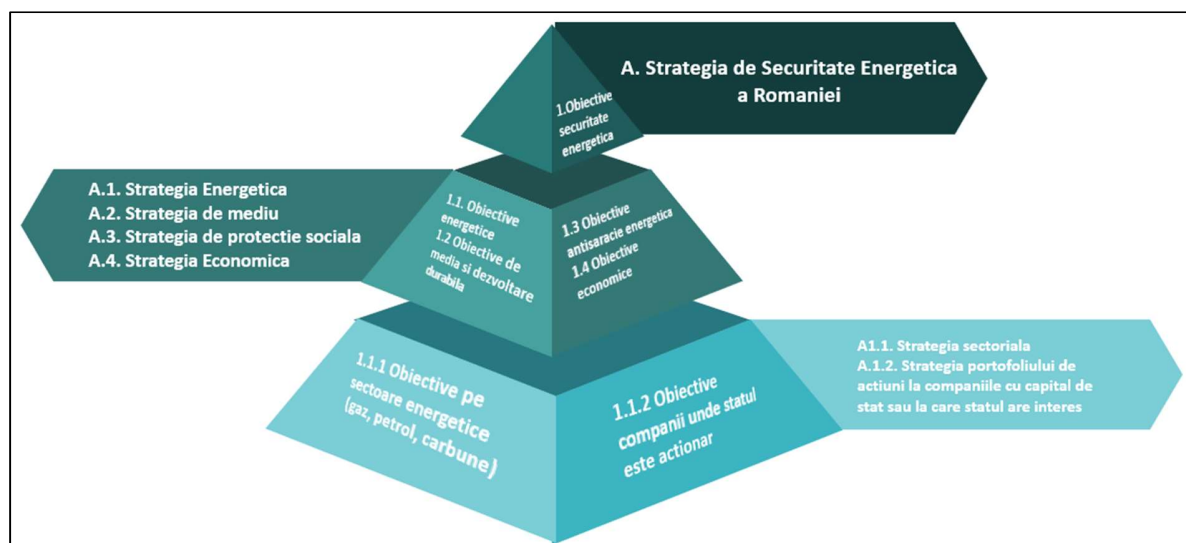 A. Strategia de Securitate Energetica
a Romaniei
1.Obiective
securitate
energetica
A.1. Strategia Energetica
A.2. Strategia de mediu
A.3. Strategia de protectie sociala
A.4. Strategia Economica
1.1. Obiective
energetice
1.2 Obiective de
media si dezvoltare
durabila
1.3 Obiective
antisaracie energetica
1.4 Obiective
economice
1.1.1 Obiective pe
sectoare energetice
(gaz, petrol, carbune)
1.1.2 Obiective
companii unde statul
este actionar
A1.1. Strategia sectoriala
A.1.2. Strategia portofoliului de
actiuni la companiile cu capital de
stat sau la care statul are interes